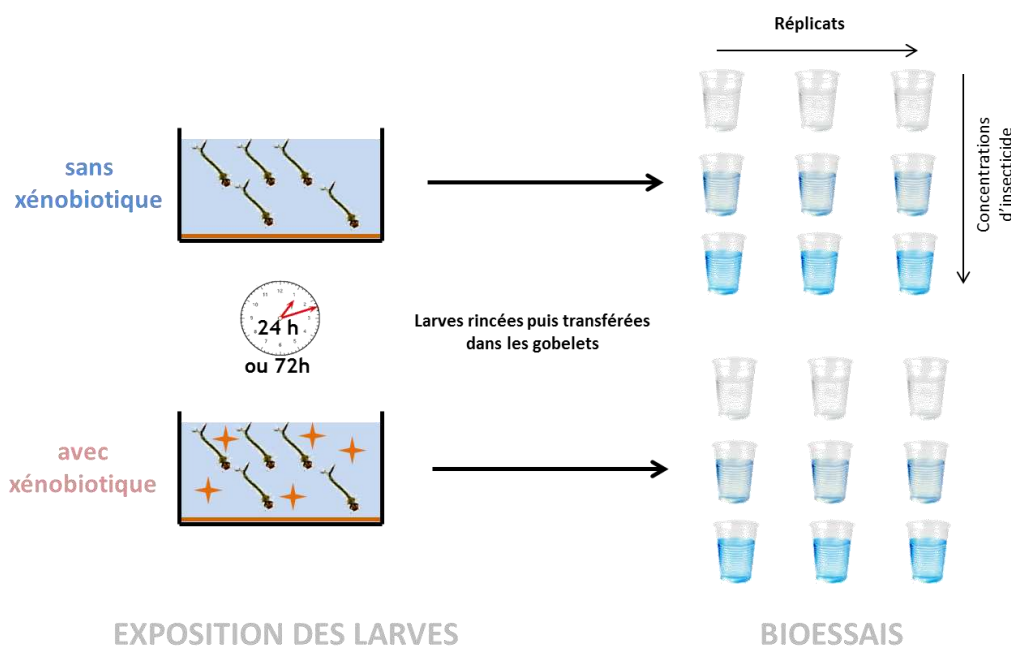 Réplicats
sans
xénobiotique
Concentrations
d'insecticide
24 h
ou 72h
Larves rincées puis transférées
dans les gobelets
avec
xénobiotique
EXPOSITION DES LARVES
BIOESSAIS